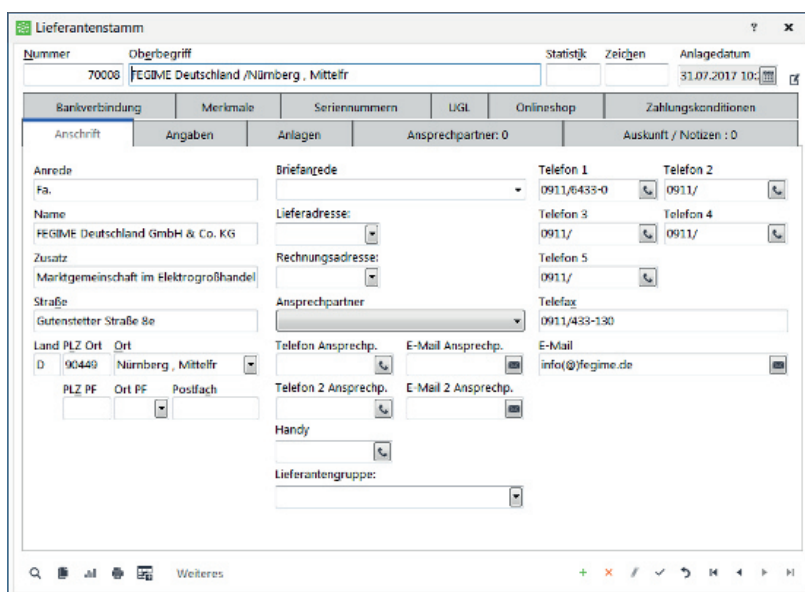 Lieferantenstamm ?
Nummer Oberbegriff Statistik Zeichen Anlagedatum
70008 FEGIME Deutschland /Nürnberg , Mittelfr 31.07.2017 10:
Bankverbindung Merkmale Seriennummern UGL Onlineshop Zahlungskonditionen
Anschrift Angaben Anlagen Ansprechpartner: 0 Auskunft / Notizen : 0
Anrede Briefanrede Telefon 1 Telefon 2
Fa. 0911/6433-0 0911/
Name Lieferadresse: Telefon 3 Telefon 4
FEGIME Deutschland GmbH & Co. KG 0911/ 0911/
Zusatz Rechnungsadresse: Telefon 5
Marktgemeinschaft im Elektrogroßhandel 0911/
Straße Ansprechpartner Telefax
Gutenstetter Straße 8e 0911/433-130
Land PLZ Ort Ort Telefon Ansprechp. E-Mail Ansprechp. E-Mail
D 90449 Nürnberg , Mittelfr info(@)fegime.de
PLZ PF Ort PF Postfach Telefon 2 Ansprechp. E-Mail 2 Ansprechp.
Handy
Lieferantengruppe:
Weiteres